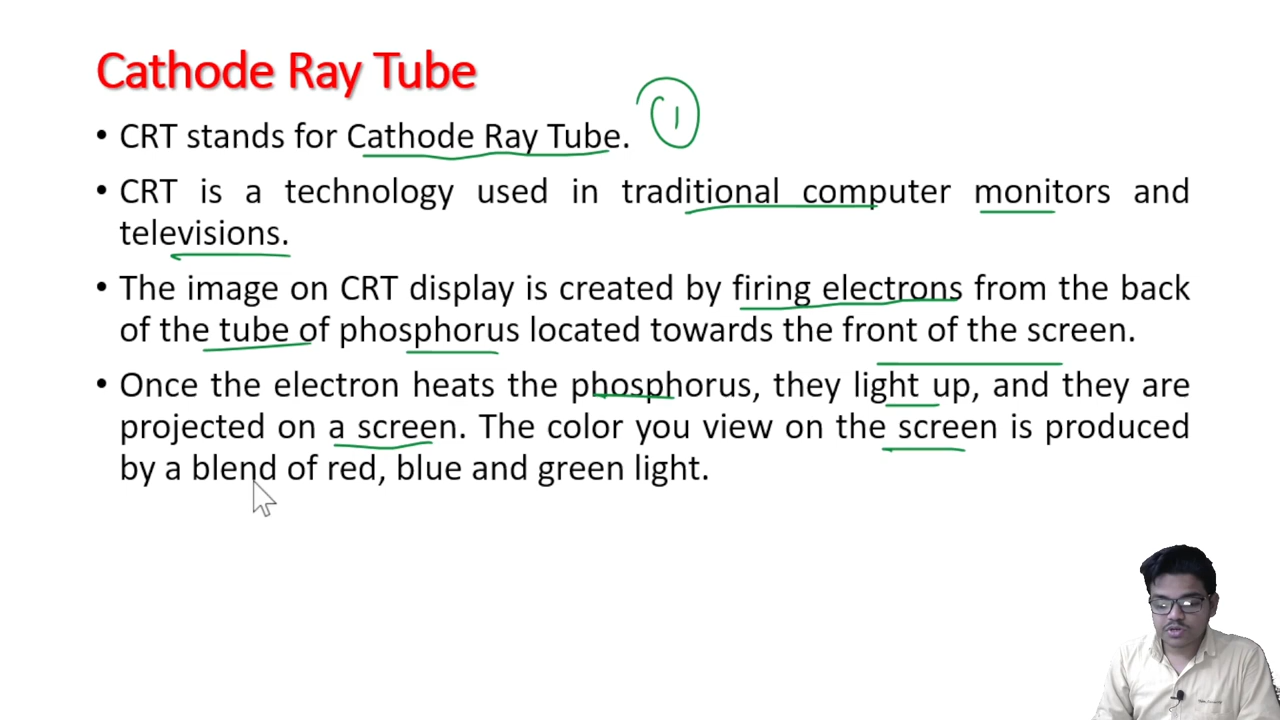 Cathode Ray Tube
• CRT stands for Cathode Ray Tube.
1
• CRT is a technology used in traditional computer monitors and
televisions.
• The image on CRT display is created by firing electrons from the back
of the tube of phosphorus located towards the front of the screen.
• Once the electron heats the phosphorus, they light up, and they are
projected on a screen. The color you view on the screen is produced
by a blend of red, blue and green light.